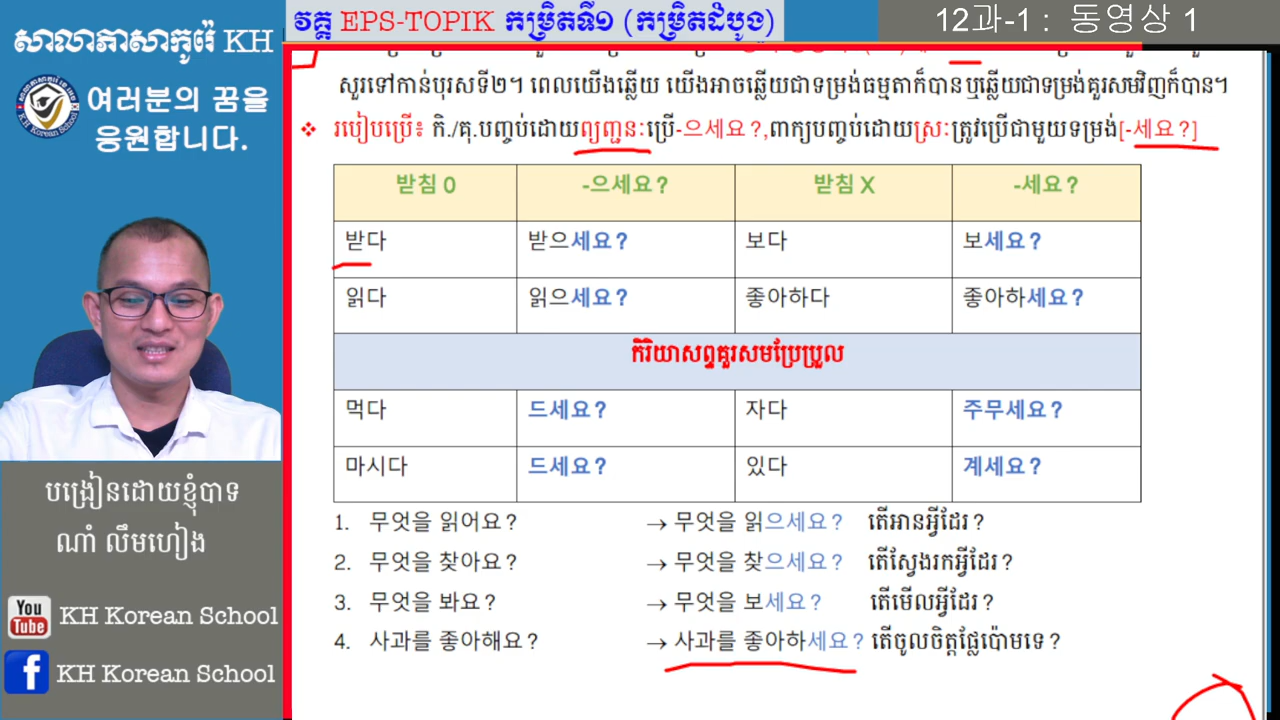 សាលាភាសាកូរ៉េ KH
여러분의 꿈을
응원합니다.
វគ្គ EPS-TOPIK កម្រិតទី១ (កម្រិតដំបូង)
12과-1 : 동영상 1
សួរទៅកាន់បុរសទី២។ ពេលយើងឆ្លើយ យើងអាចឆ្លើយជាទម្រង់ធម្មតាក៏បានឬឆ្លើយជាទម្រង់គួរសមវិញក៏បាន។
❖ របៀបប្រើ៖ កិ./គុ.បញ្ចប់ដោយព្យញ្ជនៈប្រើ-으세요?,ពាក្យបញ្ចប់ដោយស្រៈត្រូវប្រើជាមួយទម្រង់[-세요?]
받침 0 -으세요? 받침 X -세요?
받다 받으세요? 보다 보세요?
읽다 읽으세요? 좋아하다 좋아하세요?
កិរិយាសព្ទគួរសមប្រែប្រួល
먹다 드세요? 자다 주무세요?
마시다 드세요? 있다 계세요?
1. 무엇을 읽어요? → 무엇을 읽으세요? តើអានអ្វីដែរ?
2. 무엇을 찾아요? → 무엇을 찾으세요? តើស្វែងរកអ្វីដែរ?
3. 무엇을 봐요? → 무엇을 보세요? តើមើលអ្វីដែរ?
4. 사과를 좋아해요? → 사과를 좋아하세요? តើចូលចិត្តផ្លែប៉ោមទេ?
បង្រៀនដោយខ្ញុំបាទ
ណាំ លឹមហៀង
You Tube KH Korean School
f KH Korean School